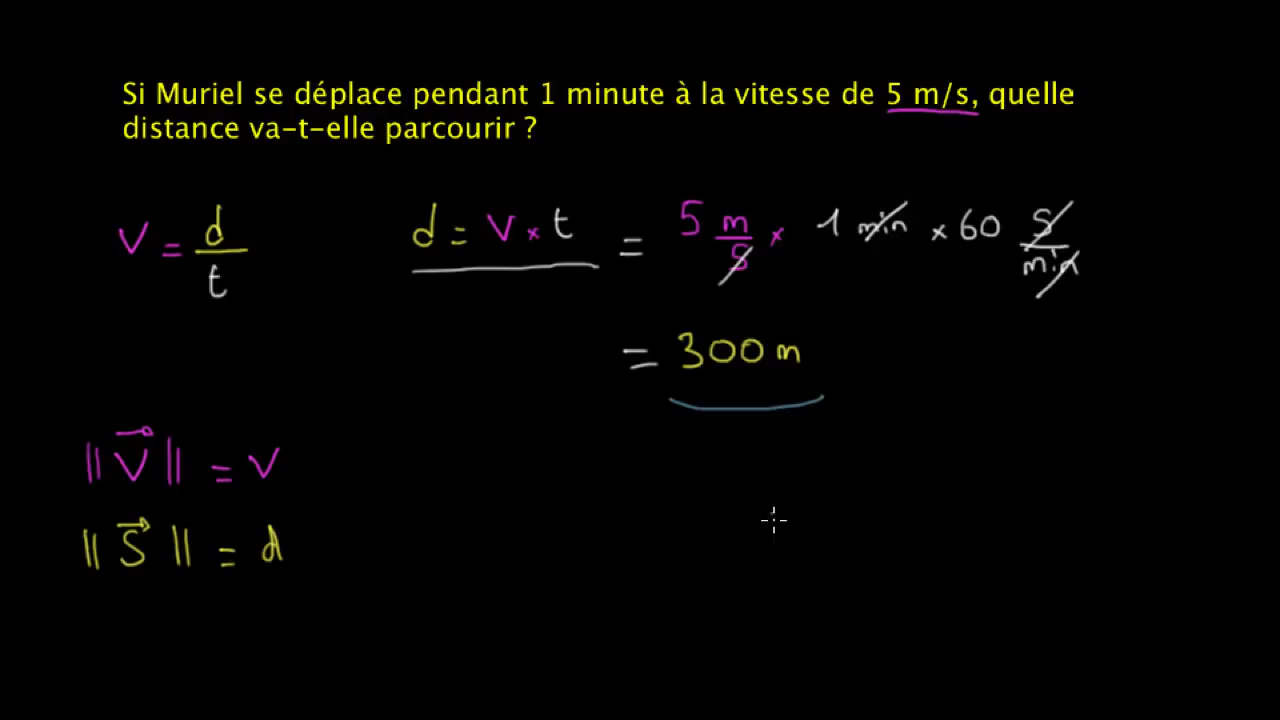 Si Muriel se déplace pendant 1 minute à la vitesse de 5 m/s, quelle
distance va-t-elle parcourir ?
v = d/t
d = v × t = 5 m/s × 1 min × 60 s/min
= 300 m
||v⃗|| = v
||S⃗|| = d